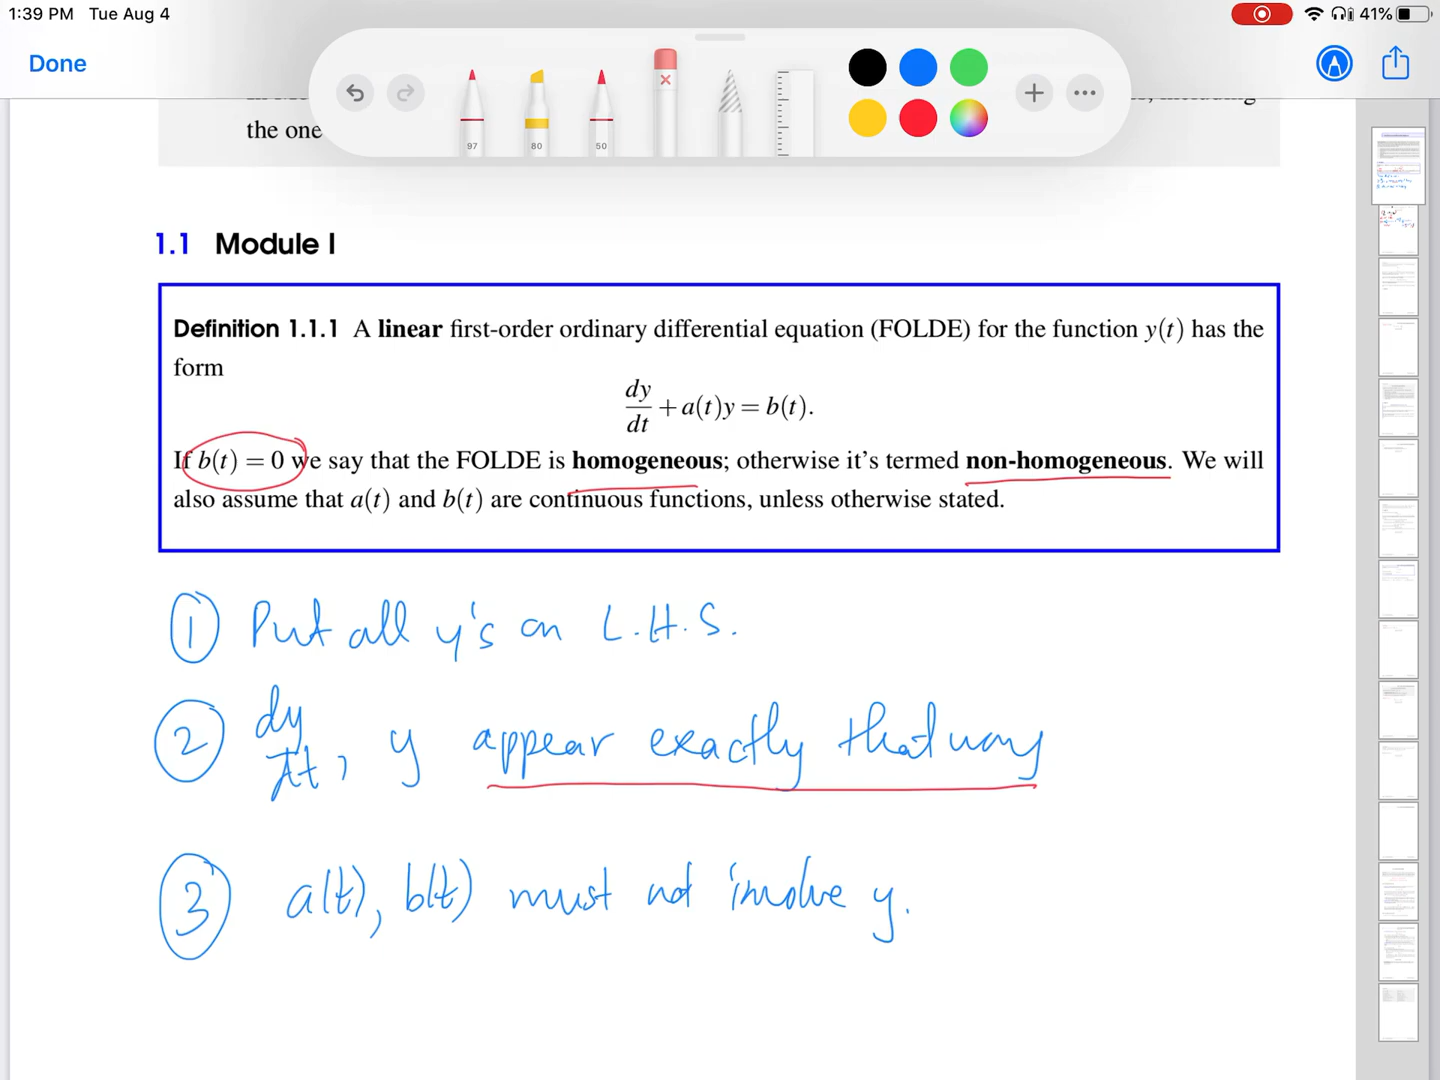 1:39 PM Tue Aug 4
41%
Done
97 80 50
the one
1.1 Module I
Definition 1.1.1 A linear first-order ordinary differential equation (FOLDE) for the function y(t) has the
form
dy/dt + a(t)y = b(t).
If b(t) = 0 we say that the FOLDE is homogeneous; otherwise it's termed non-homogeneous. We will
also assume that a(t) and b(t) are continuous functions, unless otherwise stated.
1 Put all y's on L.H.S.
2 dy/dt, y appear exactly that way
3 a(t), b(t) must not involve y.